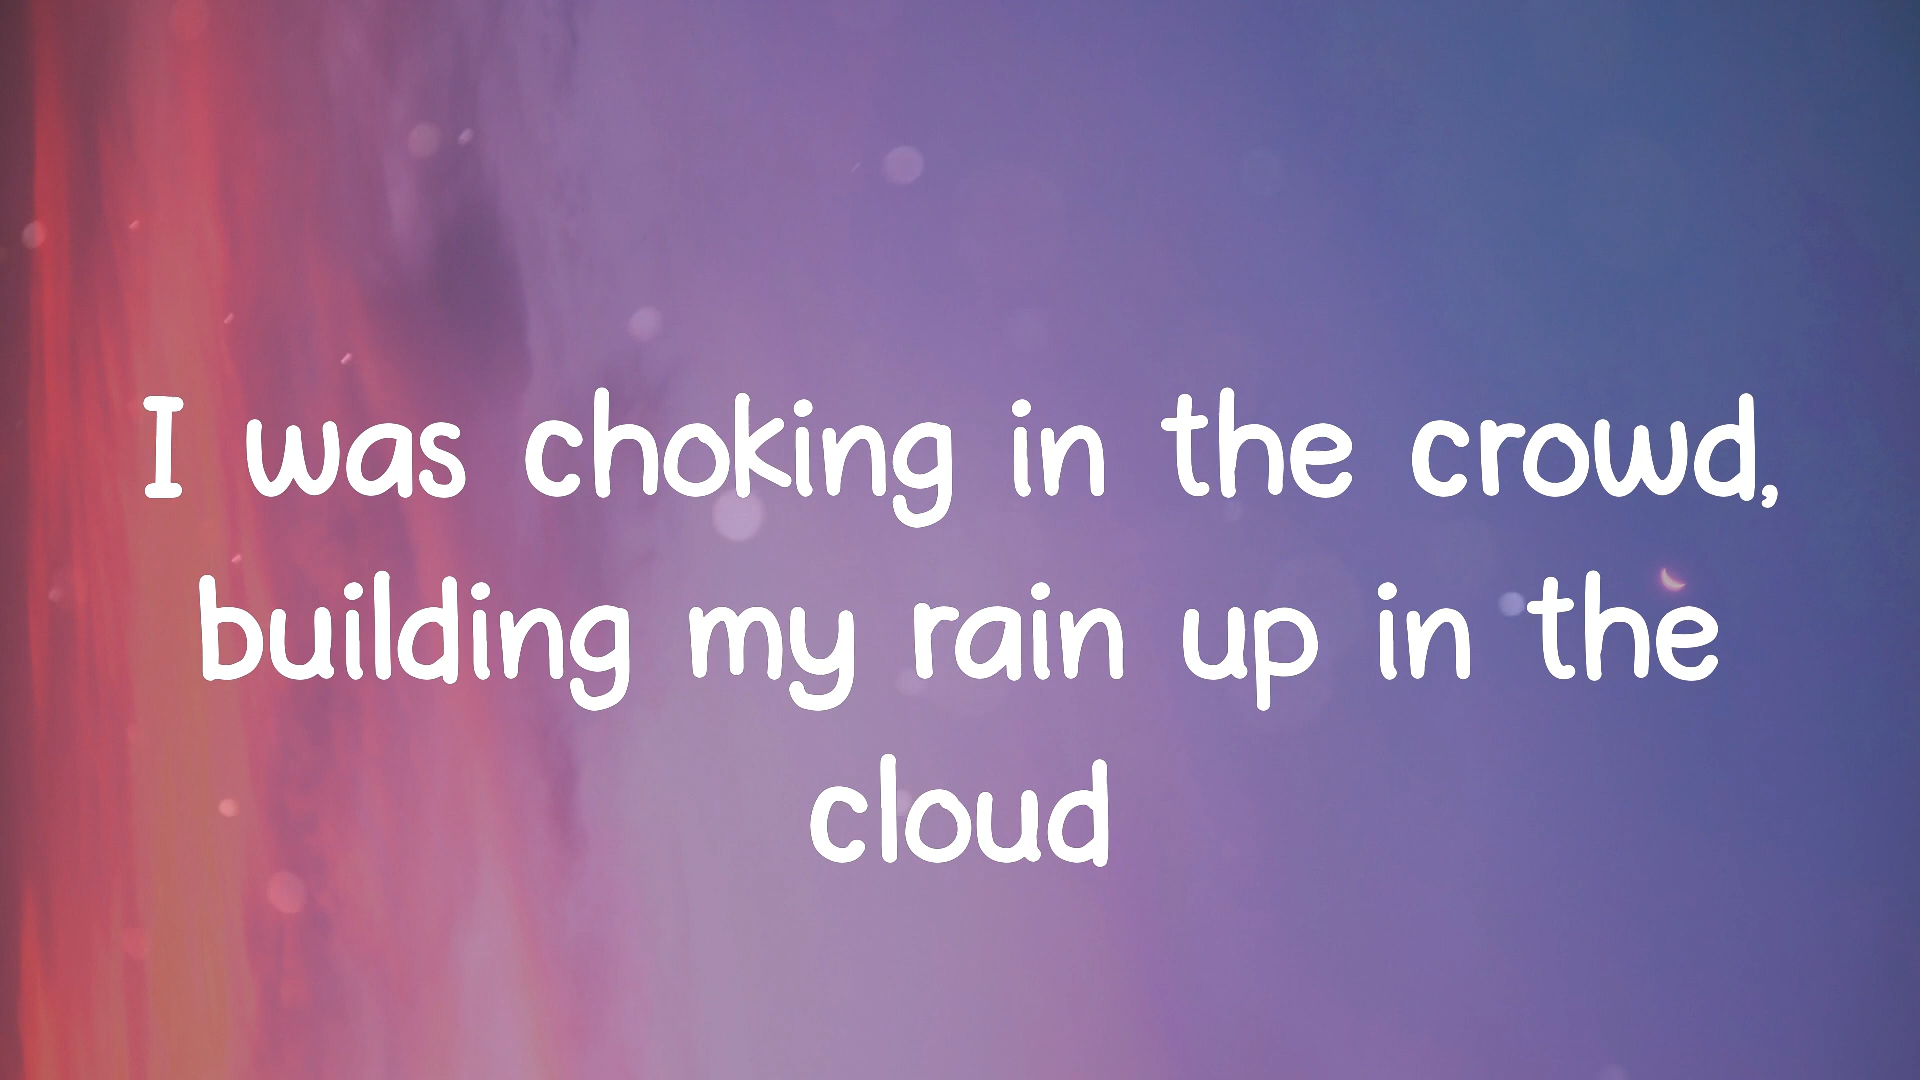 I was choking in the crowd,
building my rain up in the
cloud